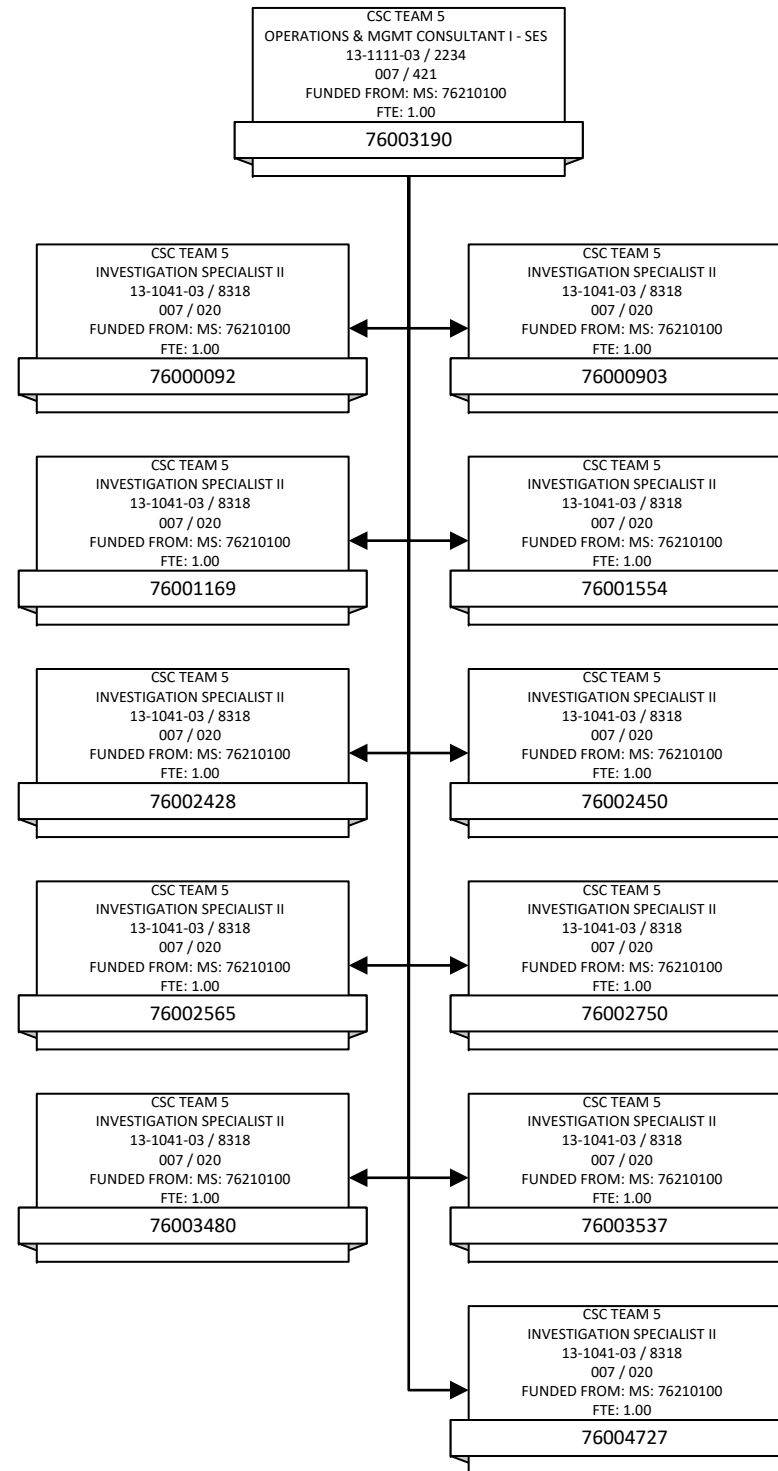 CSC TEAM 5
OPERATIONS & MGMT CONSULTANT I - SES
13-1111-03 / 2234
007 / 421
FUNDED FROM: MS: 76210100
FTE: 1.00
76003190
CSC TEAM 5
INVESTIGATION SPECIALIST II
13-1041-03 / 8318
007 / 020
FUNDED FROM: MS: 76210100
FTE: 1.00
76000092
CSC TEAM 5
INVESTIGATION SPECIALIST II
13-1041-03 / 8318
007 / 020
FUNDED FROM: MS: 76210100
FTE: 1.00
76000903
CSC TEAM 5
INVESTIGATION SPECIALIST II
13-1041-03 / 8318
007 / 020
FUNDED FROM: MS: 76210100
FTE: 1.00
76001169
CSC TEAM 5
INVESTIGATION SPECIALIST II
13-1041-03 / 8318
007 / 020
FUNDED FROM: MS: 76210100
FTE: 1.00
76001554
CSC TEAM 5
INVESTIGATION SPECIALIST II
13-1041-03 / 8318
007 / 020
FUNDED FROM: MS: 76210100
FTE: 1.00
76002428
CSC TEAM 5
INVESTIGATION SPECIALIST II
13-1041-03 / 8318
007 / 020
FUNDED FROM: MS: 76210100
FTE: 1.00
76002450
CSC TEAM 5
INVESTIGATION SPECIALIST II
13-1041-03 / 8318
007 / 020
FUNDED FROM: MS: 76210100
FTE: 1.00
76002565
CSC TEAM 5
INVESTIGATION SPECIALIST II
13-1041-03 / 8318
007 / 020
FUNDED FROM: MS: 76210100
FTE: 1.00
76002750
CSC TEAM 5
INVESTIGATION SPECIALIST II
13-1041-03 / 8318
007 / 020
FUNDED FROM: MS: 76210100
FTE: 1.00
76003480
CSC TEAM 5
INVESTIGATION SPECIALIST II
13-1041-03 / 8318
007 / 020
FUNDED FROM: MS: 76210100
FTE: 1.00
76003537
CSC TEAM 5
INVESTIGATION SPECIALIST II
13-1041-03 / 8318
007 / 020
FUNDED FROM: MS: 76210100
FTE: 1.00
76004727